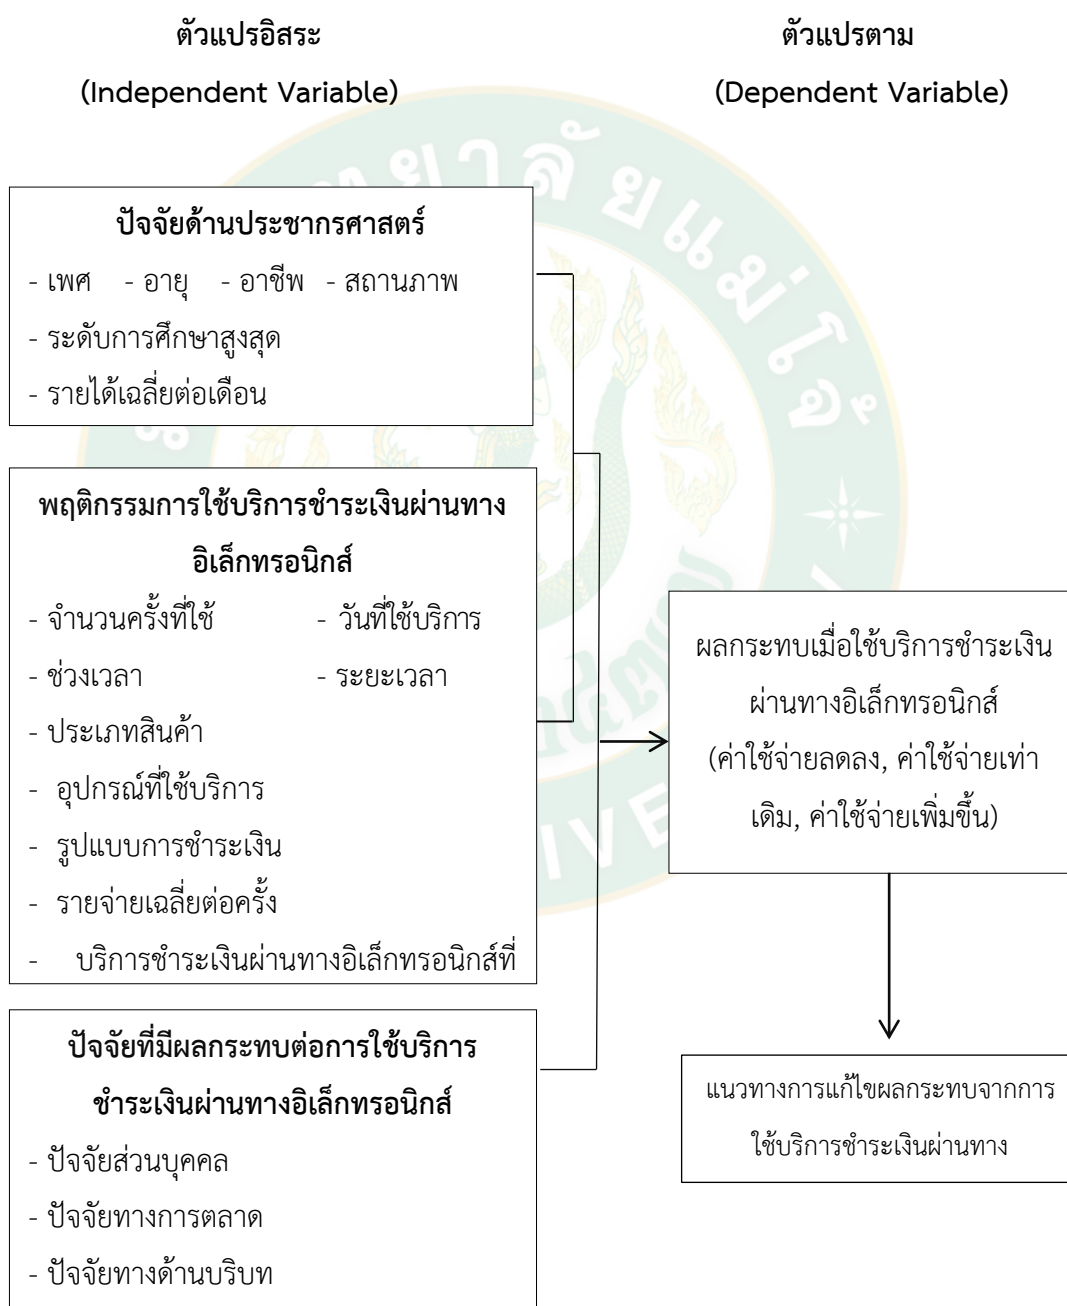 ตัวแปรอิสระ
(Independent Variable)
ตัวแปรตาม
(Dependent Variable)
ปัจจัยด้านประชากรศาสตร์
- เพศ - อายุ - อาชีพ - สถานภาพ
- ระดับการศึกษาสูงสุด
- รายได้เฉลี่ยต่อเดือน
พฤติกรรมการใช้บริการชำระเงินผ่านทาง
อิเล็กทรอนิกส์
- จำนวนครั้งที่ใช้ - วันที่ใช้บริการ
- ช่วงเวลา - ระยะเวลา
- ประเภทสินค้า
- อุปกรณ์ที่ใช้บริการ
- รูปแบบการชำระเงิน
- รายจ่ายเฉลี่ยต่อครั้ง
- บริการชำระเงินผ่านทางอิเล็กทรอนิกส์ที่
ปัจจัยที่มีผลกระทบต่อการใช้บริการ
ชำระเงินผ่านทางอิเล็กทรอนิกส์
- ปัจจัยส่วนบุคคล
- ปัจจัยทางการตลาด
- ปัจจัยทางด้านบริบท
ผลกระทบเมื่อใช้บริการชำระเงิน
ผ่านทางอิเล็กทรอนิกส์
(ค่าใช้จ่ายลดลง, ค่าใช้จ่ายเท่า
เดิม, ค่าใช้จ่ายเพิ่มขึ้น)
แนวทางการแก้ไขผลกระทบจากการ
ใช้บริการชำระเงินผ่านทาง